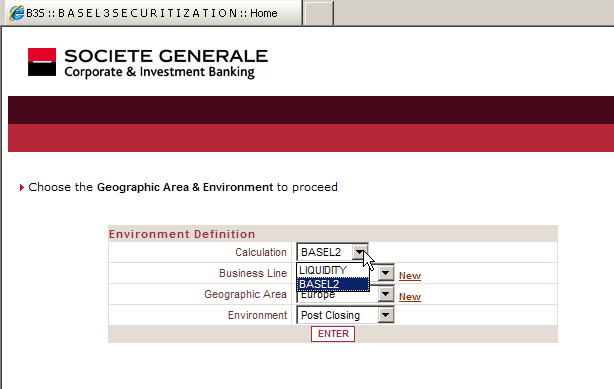 B3S :: B A S E L 3 S E C U R I T I Z A T I O N :: Home
SOCIETE GENERALE
Corporate & Investment Banking
Choose the Geographic Area & Environment to proceed
Environment Definition
Calculation BASEL2
LIQUIDITY
Business Line New
BASEL2
Geographic Area Europe New
Environment Post Closing
ENTER